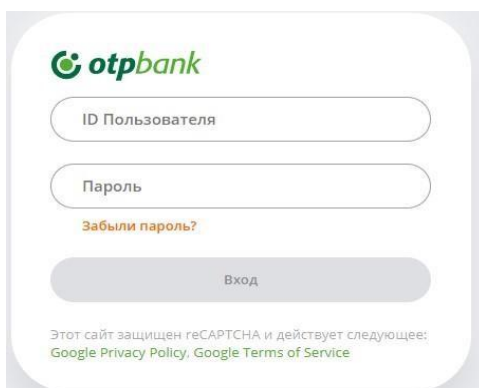 otpbank
ID Пользователя
Пароль
Забыли пароль?
Вход
Этот сайт защищен reCAPTCHA и действует следующее:
Google Privacy Policy. Google Terms of Service